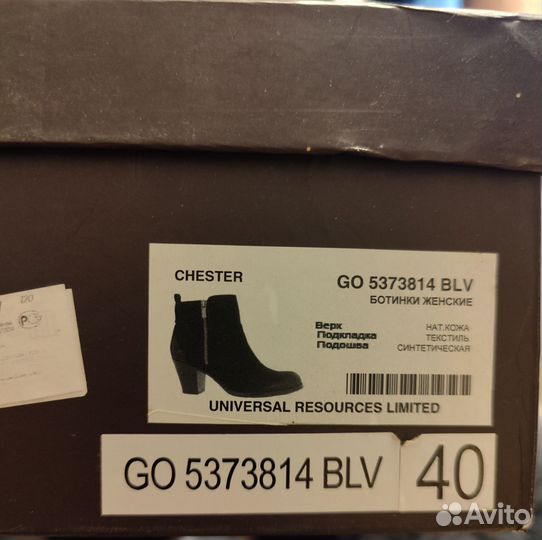 CHESTER
GO 5373814 BLV
БОТИНКИ ЖЕНСКИЕ
Верх НАТ.КОЖА
Подкладка ТЕКСТИЛЬ
Подошва СИНТЕТИЧЕСКАЯ
UNIVERSAL RESOURCES LIMITED
GO 5373814 BLV 40
Avito